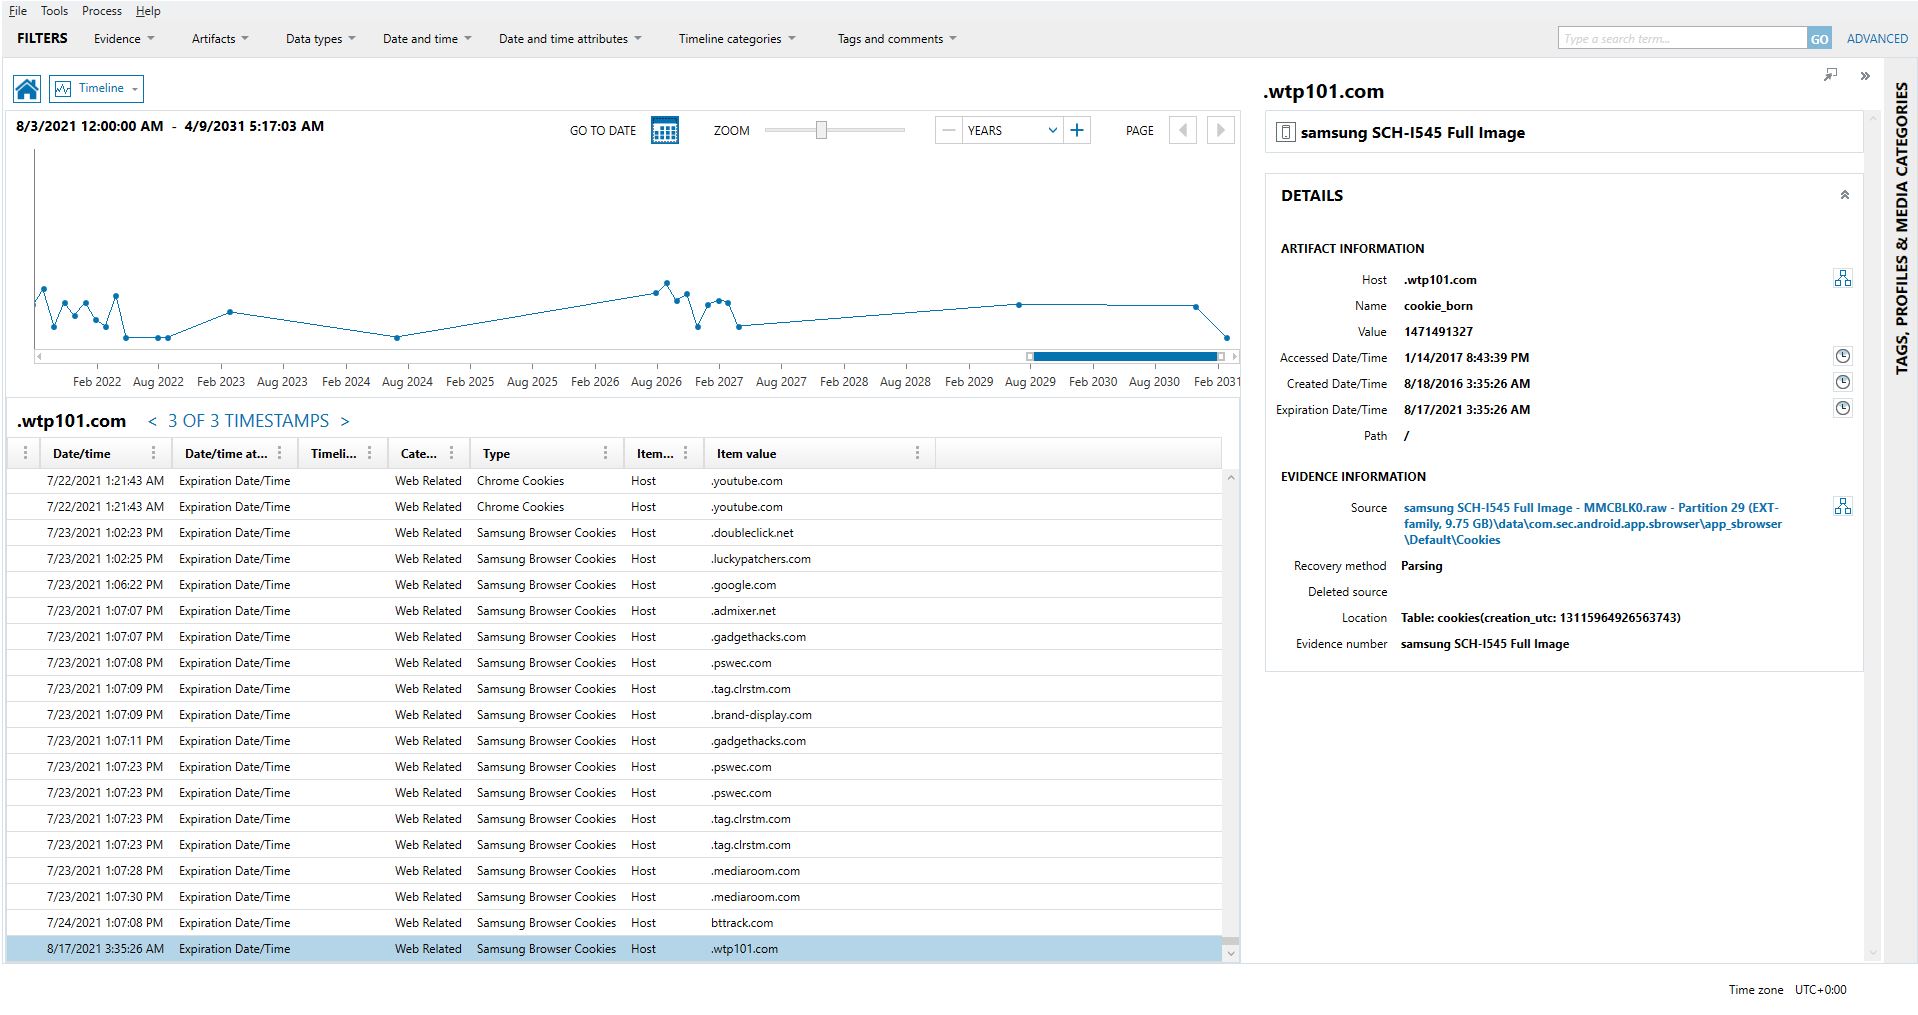 File Tools Process Help
FILTERS Evidence Artifacts Data types Date and time Date and time attributes Timeline categories Tags and comments Type a search term... GO ADVANCED
Timeline
8/3/2021 12:00:00 AM - 4/9/2031 5:17:03 AM
GO TO DATE ZOOM YEARS PAGE
Feb 2022 Aug 2022 Feb 2023 Aug 2023 Feb 2024 Aug 2024 Feb 2025 Aug 2025 Feb 2026 Aug 2026 Feb 2027 Aug 2027 Feb 2028 Aug 2028 Feb 2029 Aug 2029 Feb 2030 Aug 2030 Feb 2031
.wtp101.com < 3 OF 3 TIMESTAMPS >
Date/time Date/time at... Timeli... Cate... Type Item... Item value
7/22/2021 1:21:43 AM Expiration Date/Time Web Related Chrome Cookies Host .youtube.com
7/22/2021 1:21:43 AM Expiration Date/Time Web Related Chrome Cookies Host .youtube.com
7/23/2021 1:02:23 PM Expiration Date/Time Web Related Samsung Browser Cookies Host .doubleclick.net
7/23/2021 1:02:25 PM Expiration Date/Time Web Related Samsung Browser Cookies Host .luckypatchers.com
7/23/2021 1:06:22 PM Expiration Date/Time Web Related Samsung Browser Cookies Host .google.com
7/23/2021 1:07:07 PM Expiration Date/Time Web Related Samsung Browser Cookies Host .admixer.net
7/23/2021 1:07:07 PM Expiration Date/Time Web Related Samsung Browser Cookies Host .gadgethacks.com
7/23/2021 1:07:08 PM Expiration Date/Time Web Related Samsung Browser Cookies Host .pswec.com
7/23/2021 1:07:09 PM Expiration Date/Time Web Related Samsung Browser Cookies Host .tag.clrstm.com
7/23/2021 1:07:09 PM Expiration Date/Time Web Related Samsung Browser Cookies Host .brand-display.com
7/23/2021 1:07:11 PM Expiration Date/Time Web Related Samsung Browser Cookies Host .gadgethacks.com
7/23/2021 1:07:23 PM Expiration Date/Time Web Related Samsung Browser Cookies Host .pswec.com
7/23/2021 1:07:23 PM Expiration Date/Time Web Related Samsung Browser Cookies Host .pswec.com
7/23/2021 1:07:23 PM Expiration Date/Time Web Related Samsung Browser Cookies Host .tag.clrstm.com
7/23/2021 1:07:23 PM Expiration Date/Time Web Related Samsung Browser Cookies Host .tag.clrstm.com
7/23/2021 1:07:28 PM Expiration Date/Time Web Related Samsung Browser Cookies Host .mediaroom.com
7/23/2021 1:07:30 PM Expiration Date/Time Web Related Samsung Browser Cookies Host .mediaroom.com
7/24/2021 1:07:08 PM Expiration Date/Time Web Related Samsung Browser Cookies Host bttrack.com
8/17/2021 3:35:26 AM Expiration Date/Time Web Related Samsung Browser Cookies Host .wtp101.com
.wtp101.com
samsung SCH-I545 Full Image
DETAILS
ARTIFACT INFORMATION
Host .wtp101.com
Name cookie_born
Value 1471491327
Accessed Date/Time 1/14/2017 8:43:39 PM
Created Date/Time 8/18/2016 3:35:26 AM
Expiration Date/Time 8/17/2021 3:35:26 AM
Path /
EVIDENCE INFORMATION
Source samsung SCH-I545 Full Image - MMCBLK0.raw - Partition 29 (EXT-
family, 9.75 GB)\data\com.sec.android.app.sbrowser\app_sbrowser
\Default\Cookies
Recovery method Parsing
Deleted source
Location Table: cookies(creation_utc: 13115964926563743)
Evidence number samsung SCH-I545 Full Image
TAGS, PROFILES & MEDIA CATEGORIES
Time zone UTC+0:00